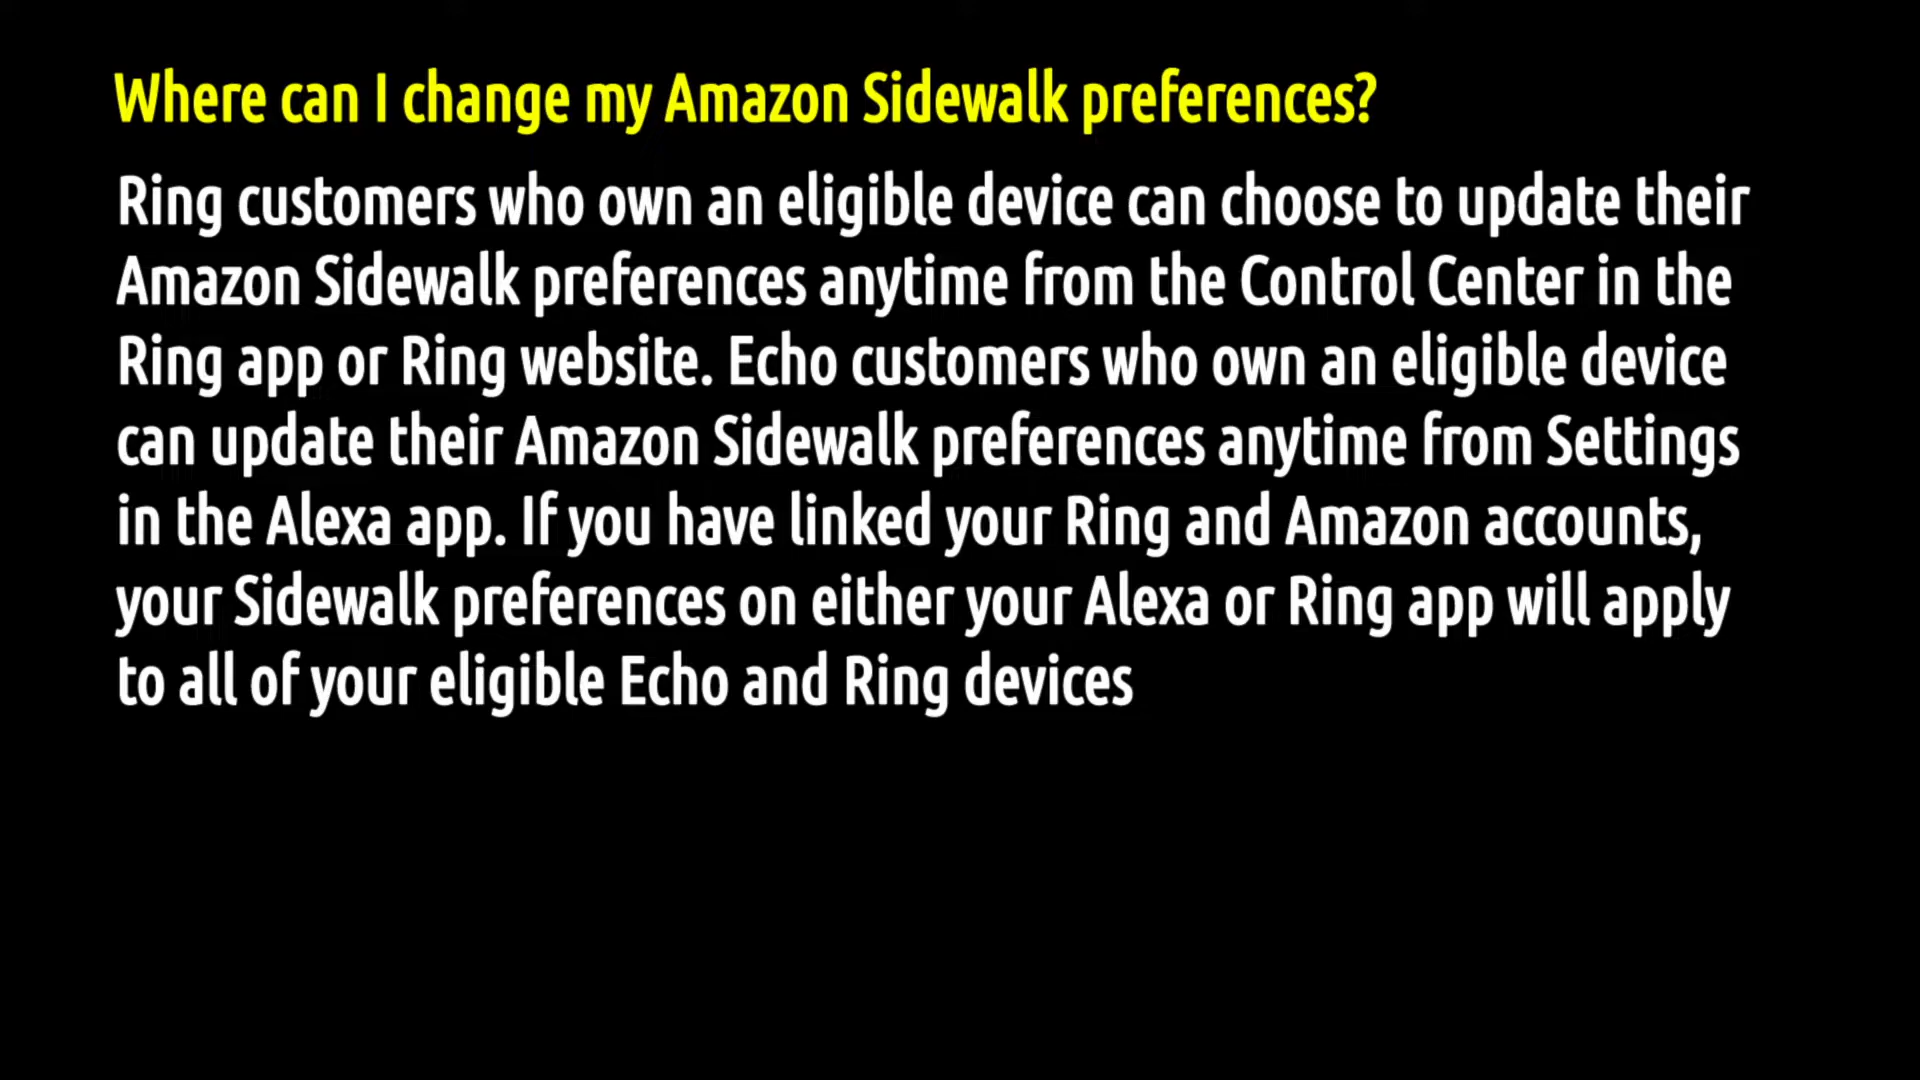 Where can I change my Amazon Sidewalk preferences?
Ring customers who own an eligible device can choose to update their
Amazon Sidewalk preferences anytime from the Control Center in the
Ring app or Ring website. Echo customers who own an eligible device
can update their Amazon Sidewalk preferences anytime from Settings
in the Alexa app. If you have linked your Ring and Amazon accounts,
your Sidewalk preferences on either your Alexa or Ring app will apply
to all of your eligible Echo and Ring devices